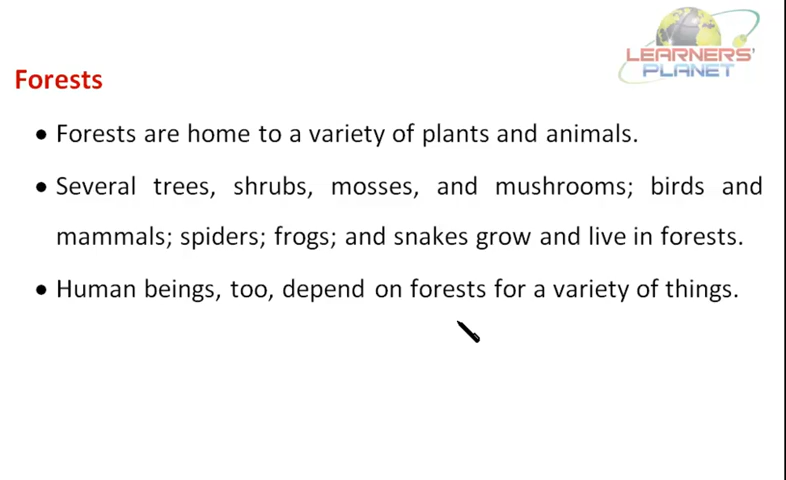 LEARNERS'
PLANET
Forests
• Forests are home to a variety of plants and animals.
• Several trees, shrubs, mosses, and mushrooms; birds and
mammals; spiders; frogs; and snakes grow and live in forests.
• Human beings, too, depend on forests for a variety of things.